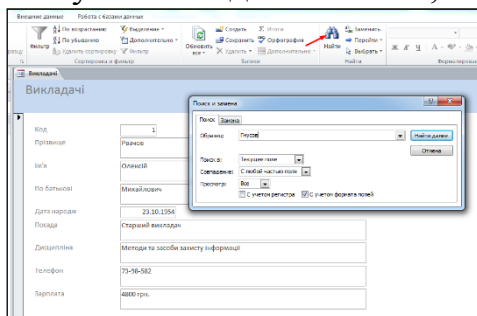 Внешние данные Работа с базами данных
По возрастанию Выделение Создать Итоги Заменить
По убыванию Дополнительно Сохранить Орфография Перейти
Фильтр Удалить сортировку Фильтр Обновить все Удалить Дополнительно Найти Выбрать
Сортировка и фильтр Записи Найти
Викладачі
Викладачі
Поиск и замена
Поиск Замена
Образец: Найти далее
Отмена
Поиск в: Текущее поле
Совпадение: С любой частью поля
Просмотр: Все
С учетом регистра С учетом формата полей
Код 1
Прізвище
Ім'я Олексій
По батькові Михайлович
Дата народж 23.10.1954
Посада Старший викладач
Дисципліна Методи та засоби захисту інформації
Телефон 73-98-582
Зарплата 4800 грн.